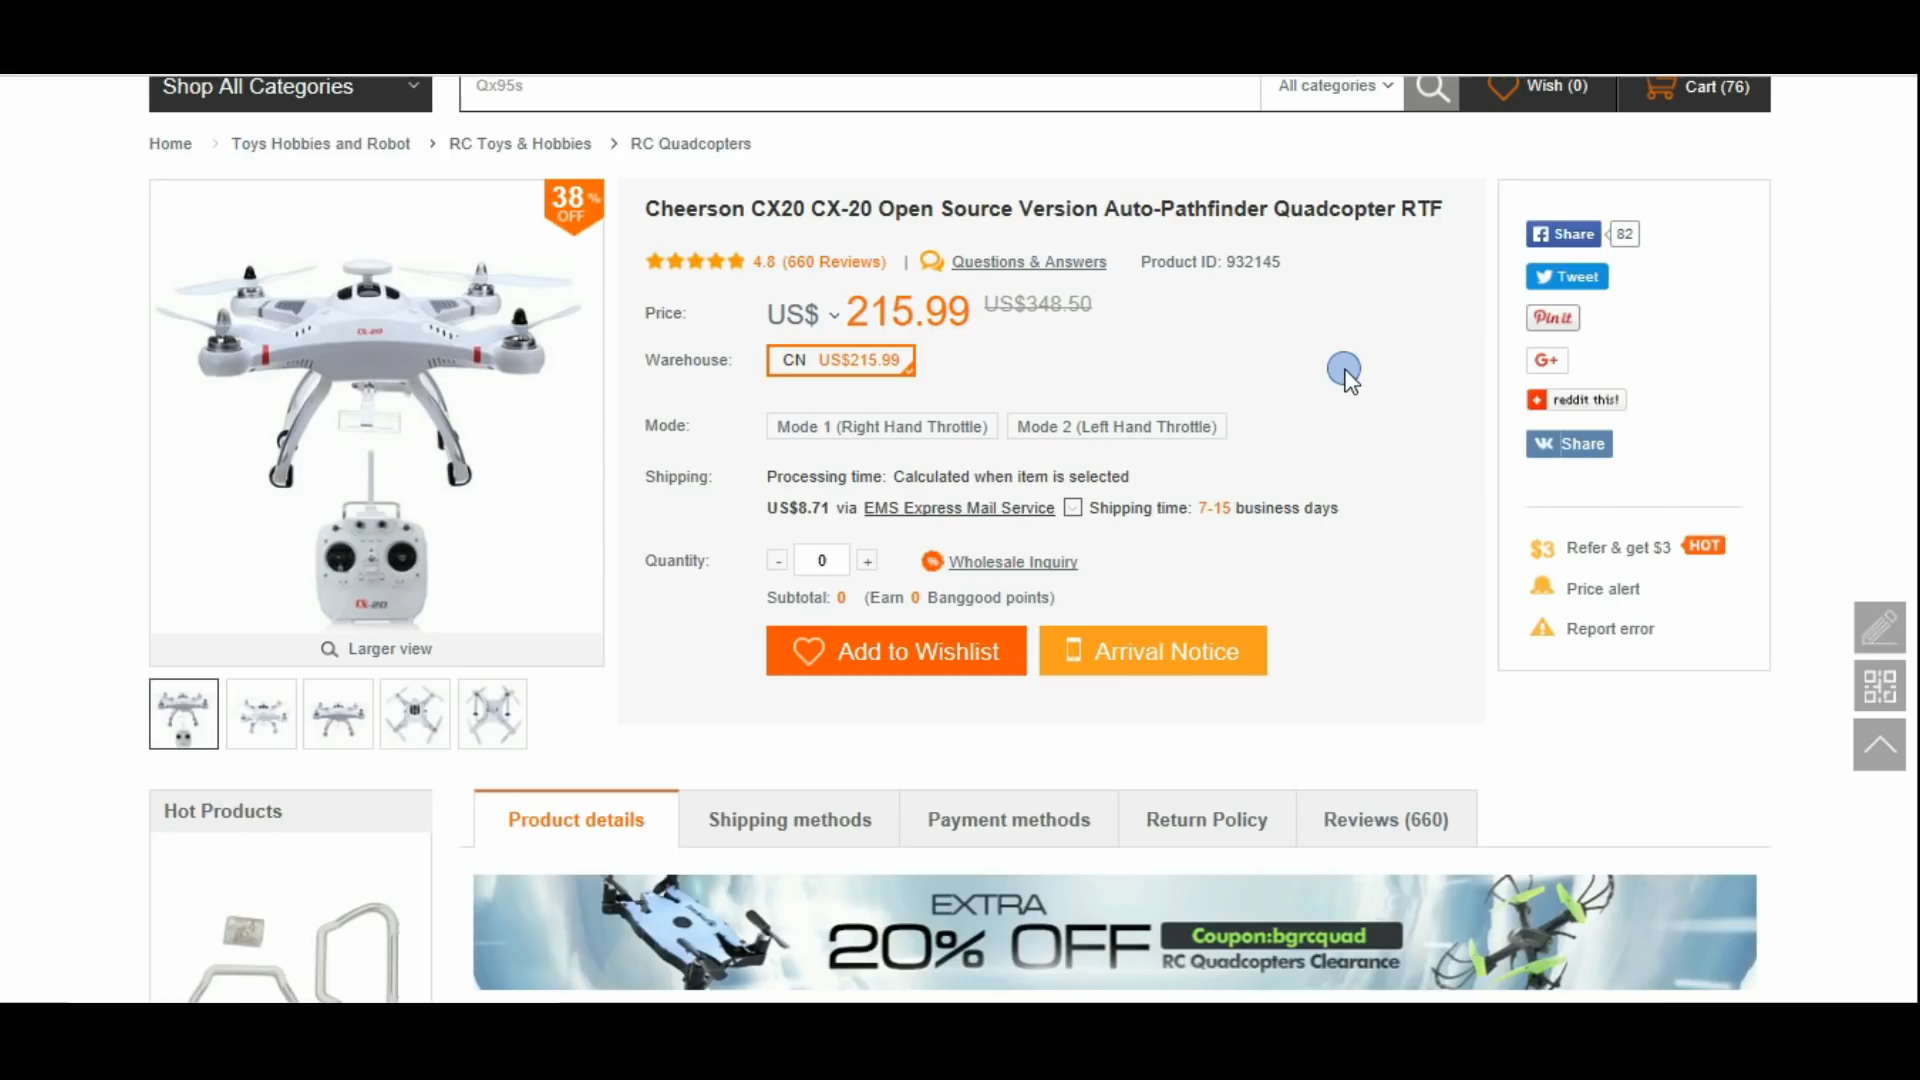 Shop All Categories
Qx95s
All categories
Wish (0)
Cart (76)
Home > Toys Hobbies and Robot > RC Toys & Hobbies > RC Quadcopters
38%
OFF
CX-20
CX-20
Larger view
Cheerson CX20 CX-20 Open Source Version Auto-Pathfinder Quadcopter RTF
4.8 (660 Reviews) | Questions & Answers Product ID: 932145
Price: US$ 215.99 US$348.50
Warehouse: CN US$215.99
Mode: Mode 1 (Right Hand Throttle) Mode 2 (Left Hand Throttle)
Shipping: Processing time: Calculated when item is selected
US$8.71 via EMS Express Mail Service Shipping time: 7-15 business days
Quantity: - 0 + Wholesale Inquiry
Subtotal: 0 (Earn 0 Banggood points)
Add to Wishlist
Arrival Notice
Share 82
Tweet
Pin it
G+
reddit this!
Share
$3 Refer & get $3 HOT
Price alert
Report error
Hot Products
Product details
Shipping methods
Payment methods
Return Policy
Reviews (660)
EXTRA
20% OFF
Coupon:bgrcquad
RC Quadcopters Clearance